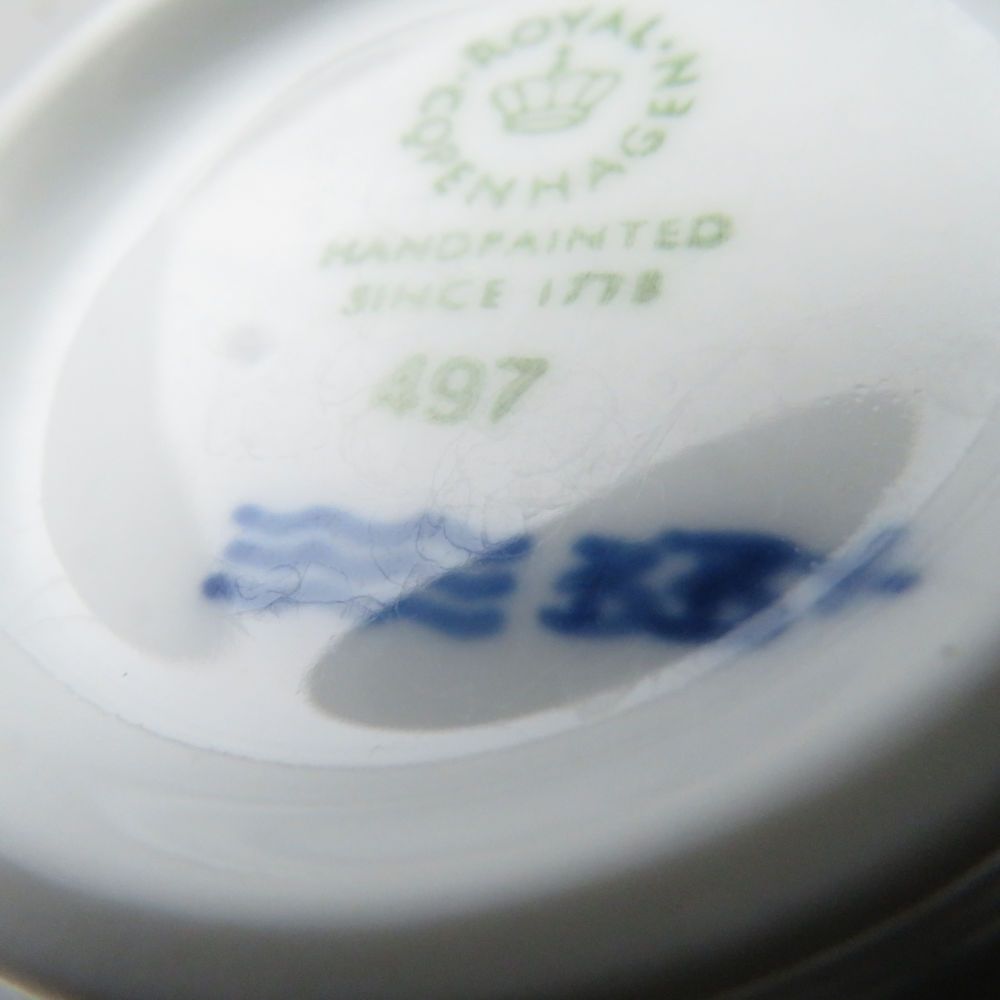 ROYAL · COPENHAGEN ·
HANDPAINTED
SINCE 1775
497